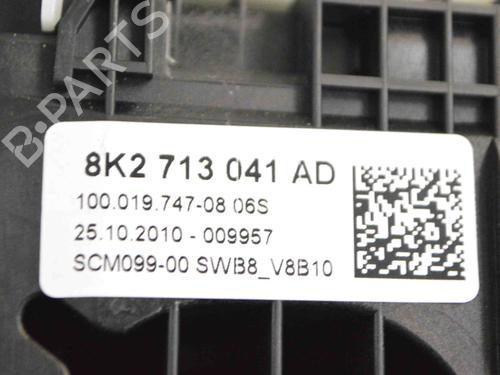 B-PARTS
8K2 713 041 AD
100.019.747-08 06S
25.10.2010 - 009957
SCM099-00 SWB8_V8B10